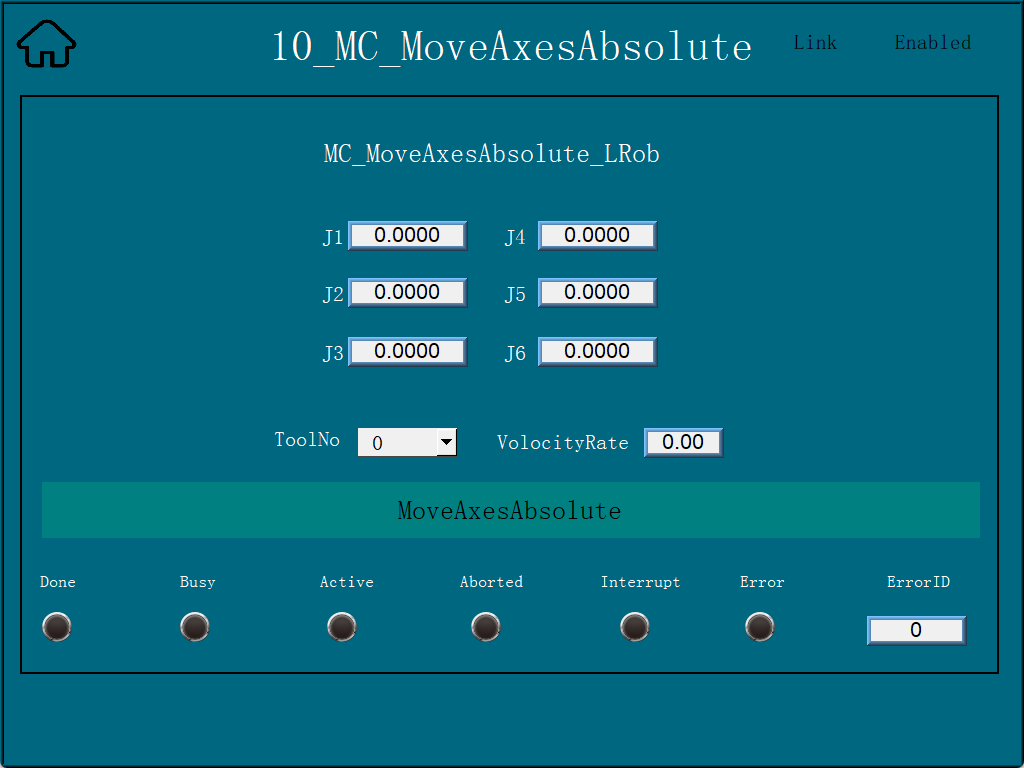 10_MC_MoveAxesAbsolute Link Enabled
MC_MoveAxesAbsolute_LRob
J1 0.0000 J4 0.0000
J2 0.0000 J5 0.0000
J3 0.0000 J6 0.0000
ToolNo 0 VolocityRate 0.00
MoveAxesAbsolute
Done Busy Active Aborted Interrupt Error ErrorID
0